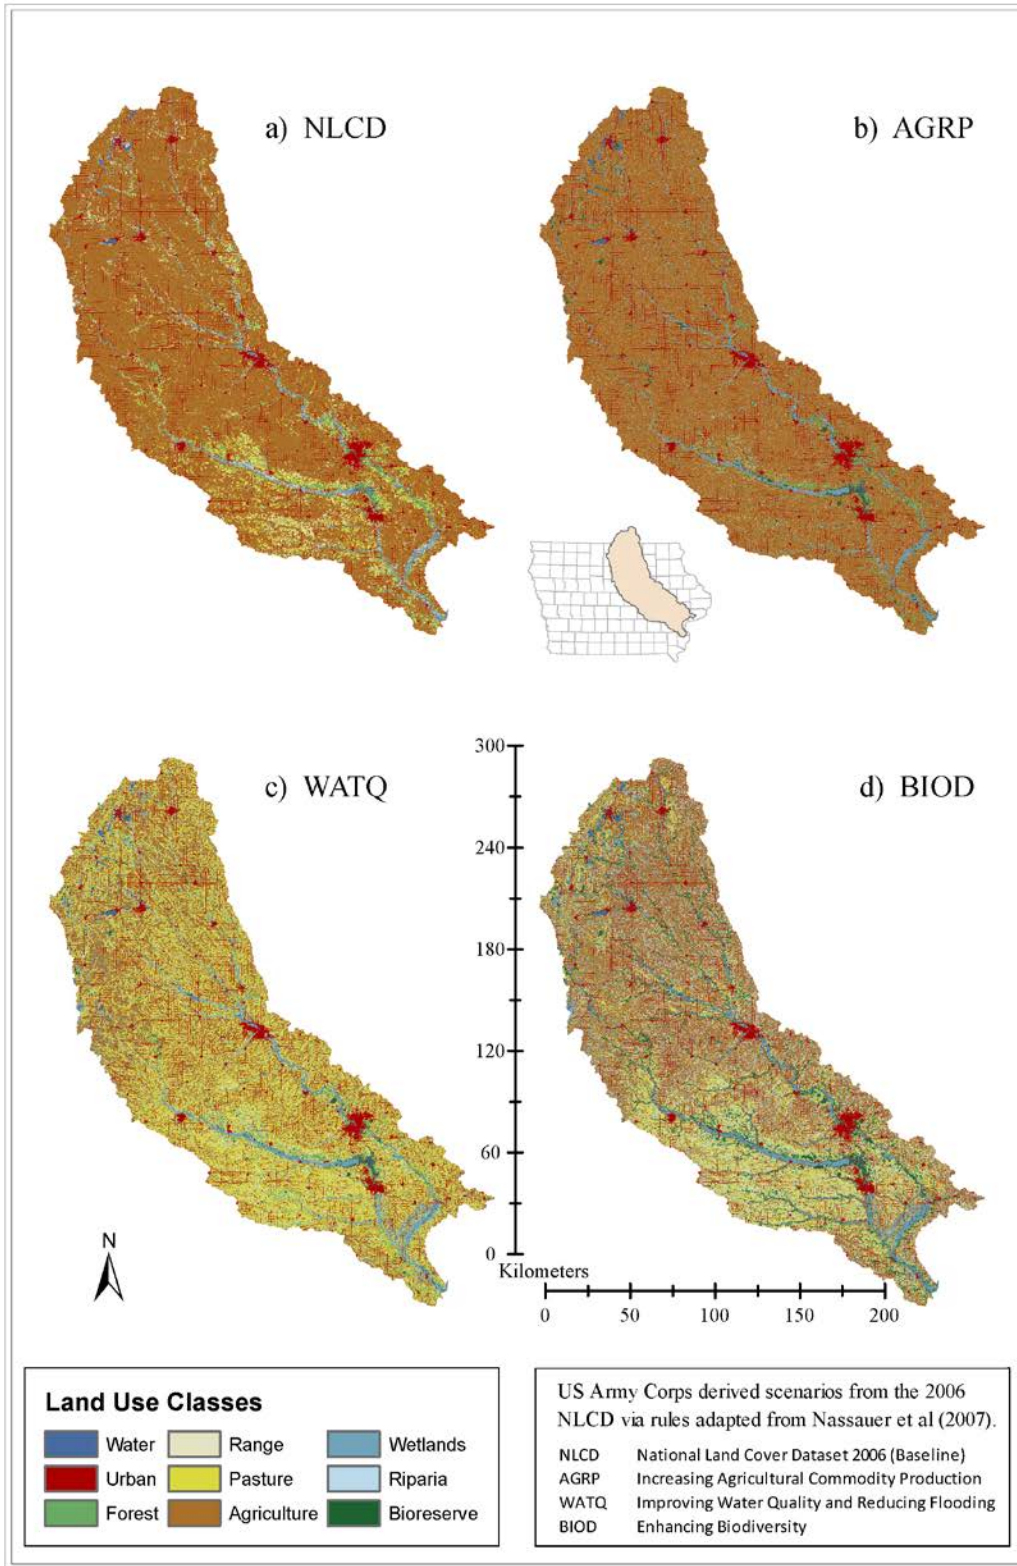 a) NLCD
b) AGRP
c) WATQ
d) BIOD
300
240
180
120
60
0
Kilometers
0 50 100 150 200
N
Land Use Classes
Water
Range
Wetlands
Urban
Pasture
Riparia
Forest
Agriculture
Bioreserve
US Army Corps derived scenarios from the 2006
NLCD via rules adapted from Nassauer et al (2007).
NLCD National Land Cover Dataset 2006 (Baseline)
AGRP Increasing Agricultural Commodity Production
WATQ Improving Water Quality and Reducing Flooding
BIOD Enhancing Biodiversity